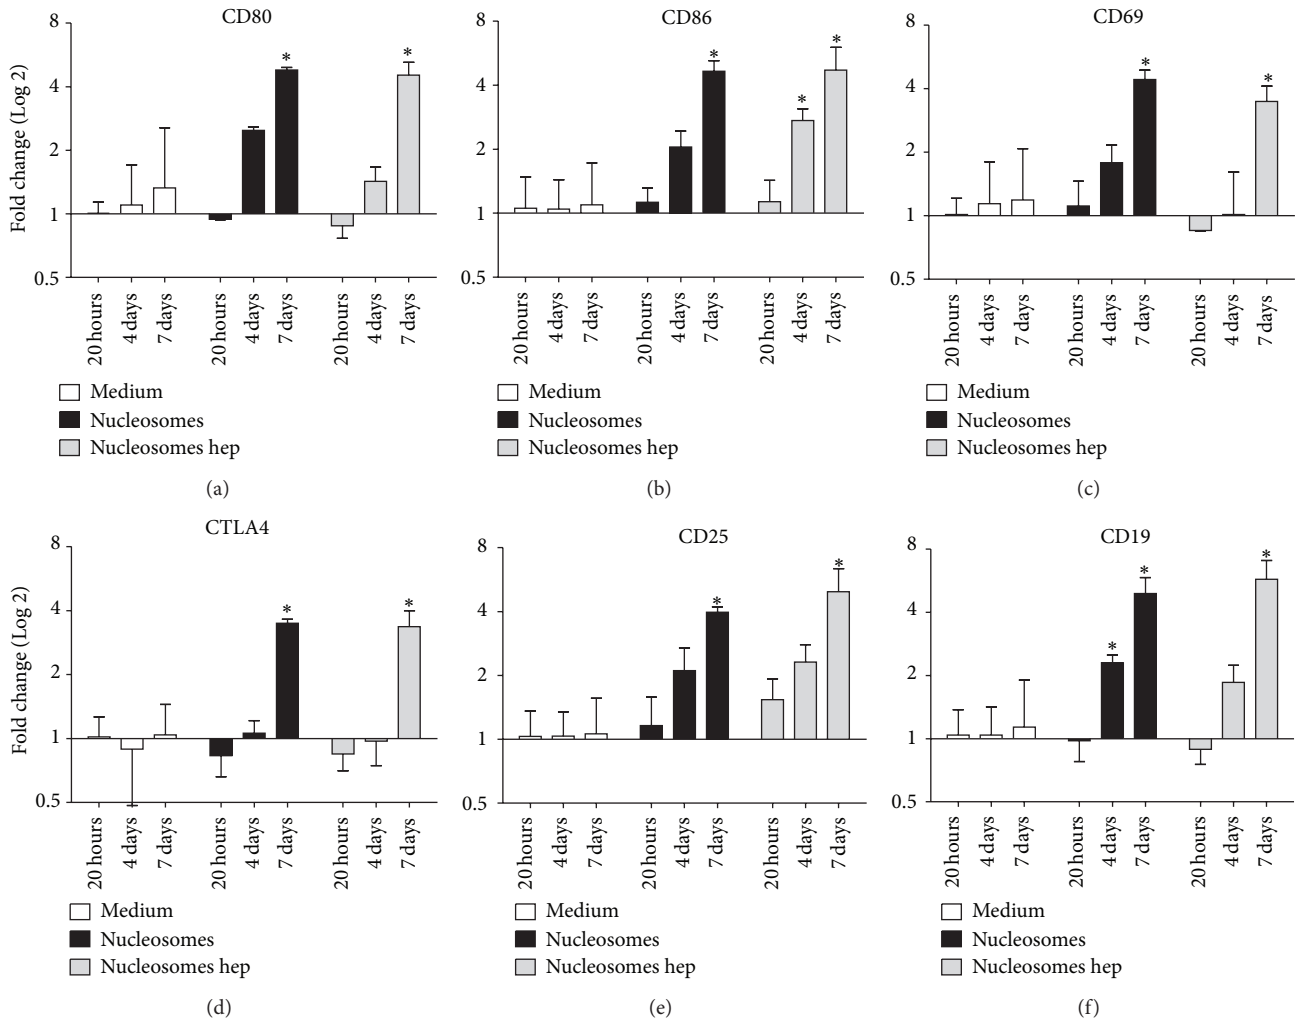 CD80
Fold change (Log 2)
8
4
2
1
0.5
*
*
20 hours
4 days
7 days
20 hours
4 days
7 days
20 hours
4 days
7 days
Medium
Nucleosomes
Nucleosomes hep
(a)
CD86
8
4
2
1
0.5
*
*
*
20 hours
4 days
7 days
20 hours
4 days
7 days
20 hours
4 days
7 days
Medium
Nucleosomes
Nucleosomes hep
(b)
CD69
8
4
2
1
0.5
*
*
20 hours
4 days
7 days
20 hours
4 days
7 days
20 hours
4 days
7 days
Medium
Nucleosomes
Nucleosomes hep
(c)
CTLA4
Fold change (Log 2)
8
4
2
1
0.5
*
*
20 hours
4 days
7 days
20 hours
4 days
7 days
20 hours
4 days
7 days
Medium
Nucleosomes
Nucleosomes hep
(d)
CD25
8
4
2
1
0.5
*
*
20 hours
4 days
7 days
20 hours
4 days
7 days
20 hours
4 days
7 days
Medium
Nucleosomes
Nucleosomes hep
(e)
CD19
8
4
2
1
0.5
*
*
*
20 hours
4 days
7 days
20 hours
4 days
7 days
20 hours
4 days
7 days
Medium
Nucleosomes
Nucleosomes hep
(f)